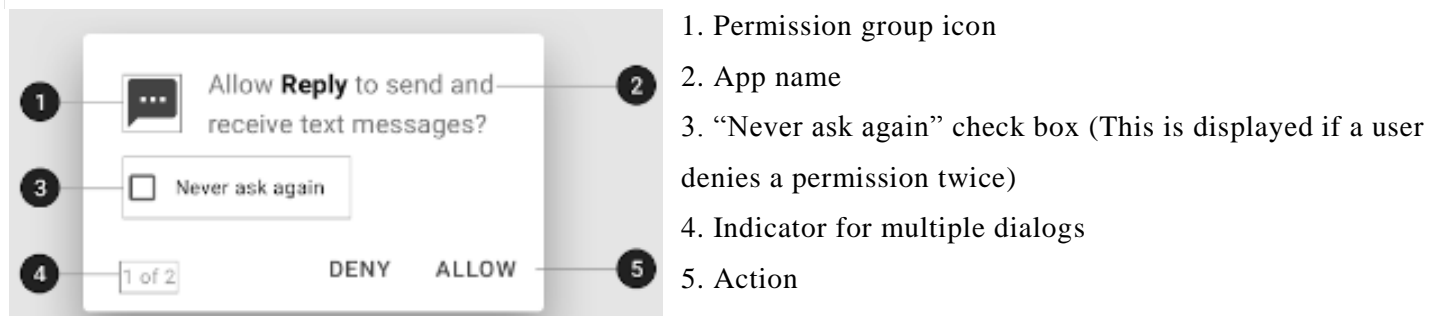 1
Allow Reply to send and
receive text messages?
2
3
Never ask again
4
1 of 2
DENY ALLOW
5
1. Permission group icon
2. App name
3. “Never ask again” check box (This is displayed if a user
denies a permission twice)
4. Indicator for multiple dialogs
5. Action